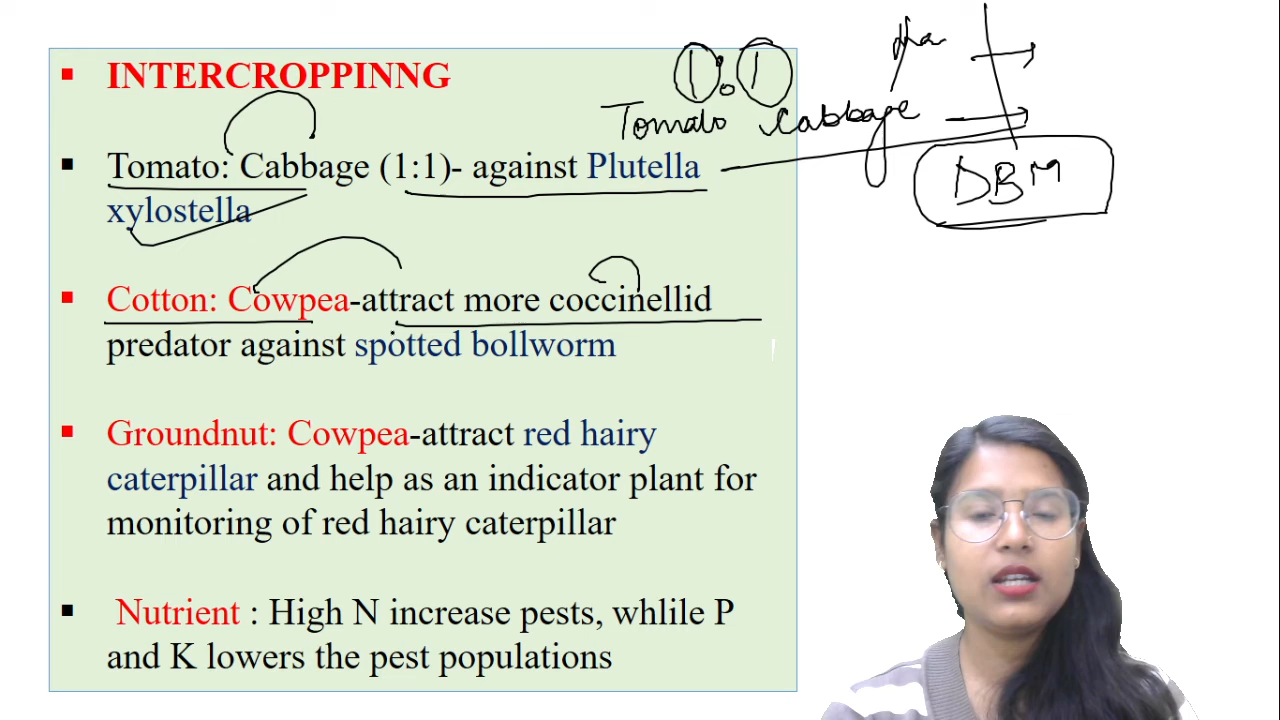 INTERCROPPINNG
1:1
Tomato Cabbage
Tomato: Cabbage (1:1)- against Plutella
xylostella
DBM
Cotton: Cowpea-attract more coccinellid
predator against spotted bollworm
Groundnut: Cowpea-attract red hairy
caterpillar and help as an indicator plant for
monitoring of red hairy caterpillar
Nutrient : High N increase pests, whlile P
and K lowers the pest populations